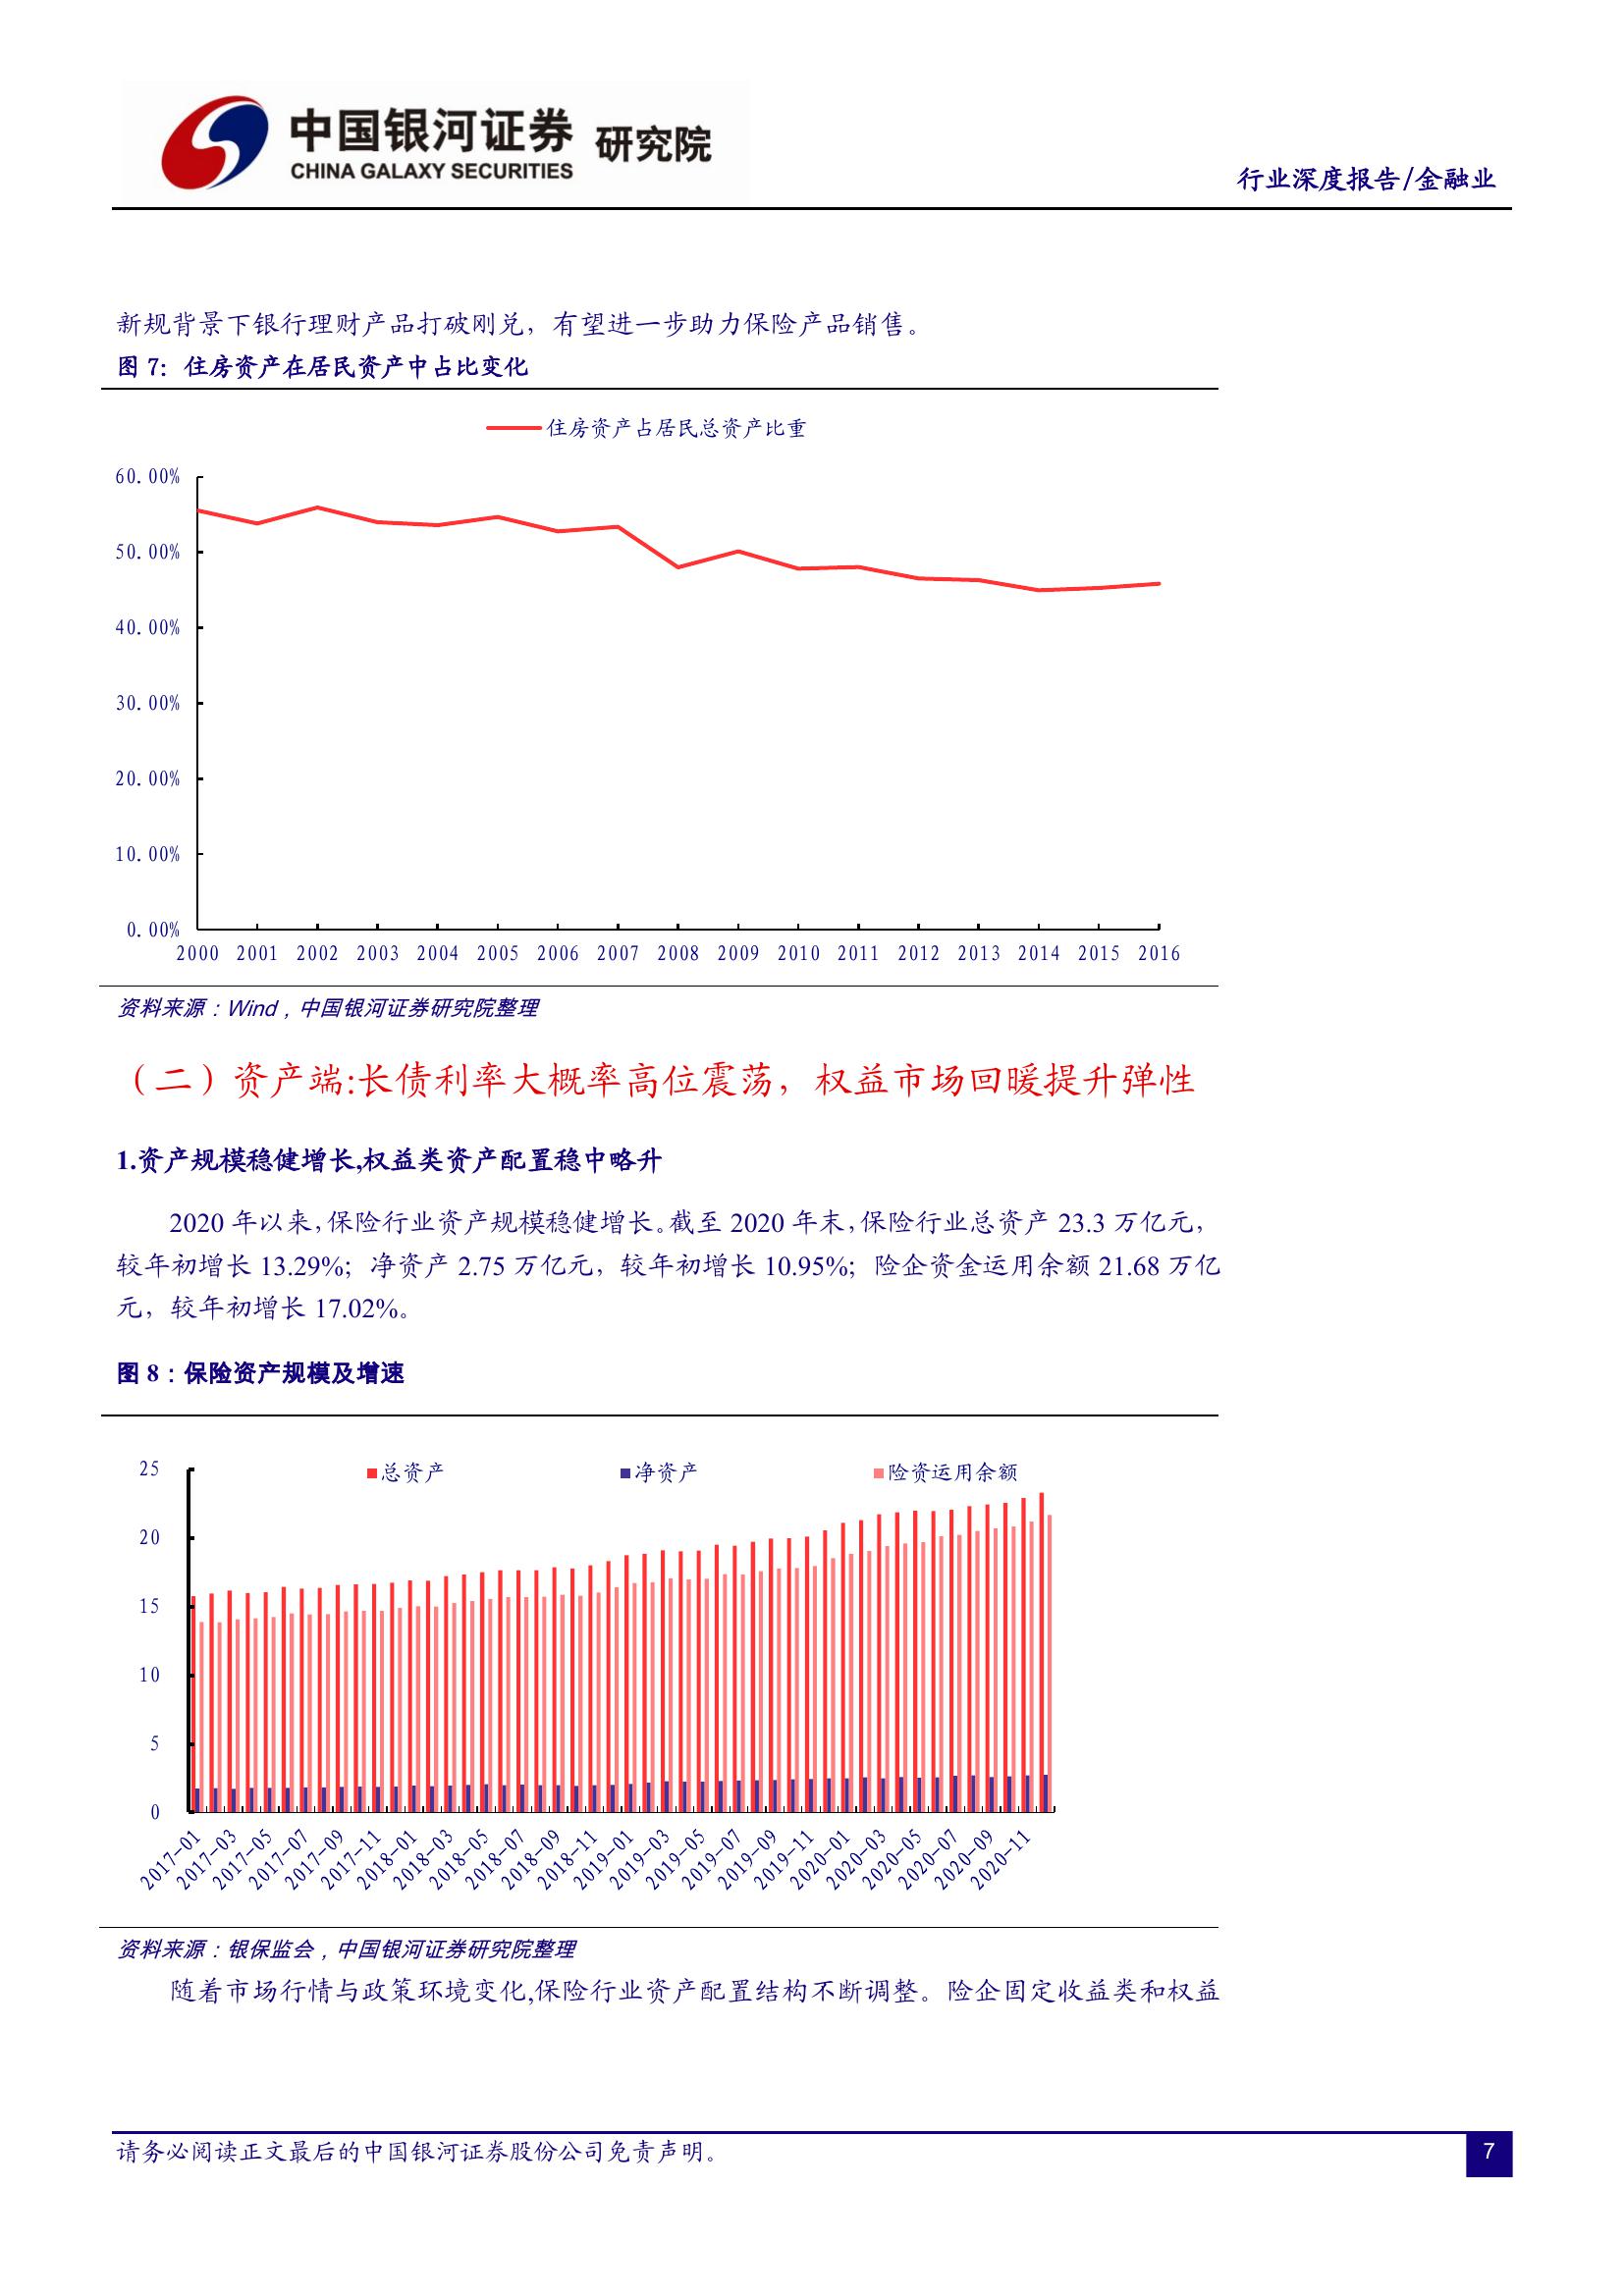 中国银河证券 研究院
CHINA GALAXY SECURITIES
行业深度报告/金融业
新规背景下银行理财产品打破刚兑，有望进一步助力保险产品销售。
图 7：住房资产在居民资产中占比变化
住房资产占居民总资产比重
60.00%
50.00%
40.00%
30.00%
20.00%
10.00%
0.00%
2000 2001 2002 2003 2004 2005 2006 2007 2008 2009 2010 2011 2012 2013 2014 2015 2016
资料来源：Wind，中国银河证券研究院整理
（二）资产端:长债利率大概率高位震荡，权益市场回暖提升弹性
1.资产规模稳健增长,权益类资产配置稳中略升
2020 年以来，保险行业资产规模稳健增长。截至 2020 年末，保险行业总资产 23.3 万亿元，
较年初增长 13.29%；净资产 2.75 万亿元，较年初增长 10.95%；险企资金运用余额 21.68 万亿
元，较年初增长 17.02%。
图 8：保险资产规模及增速
总资产 净资产 险资运用余额
25
20
15
10
5
0
2017-01 2017-03 2017-05 2017-07 2017-09 2017-11 2018-01 2018-03 2018-05 2018-07 2018-09 2018-11 2019-01 2019-03 2019-05 2019-07 2019-09 2019-11 2020-01 2020-03 2020-05 2020-07 2020-09 2020-11
资料来源：银保监会，中国银河证券研究院整理
随着市场行情与政策环境变化,保险行业资产配置结构不断调整。险企固定收益类和权益
请务必阅读正文最后的中国银河证券股份公司免责声明。
7